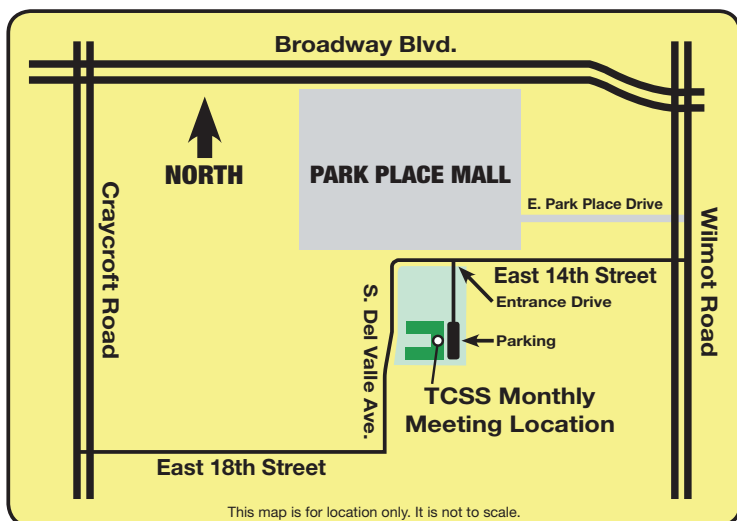 Broadway Blvd.
NORTH
PARK PLACE MALL
E. Park Place Drive
Craycroft Road
Wilmot Road
East 14th Street
Entrance Drive
S. Del Valle Ave.
Parking
TCSS Monthly
Meeting Location
East 18th Street
This map is for location only. It is not to scale.